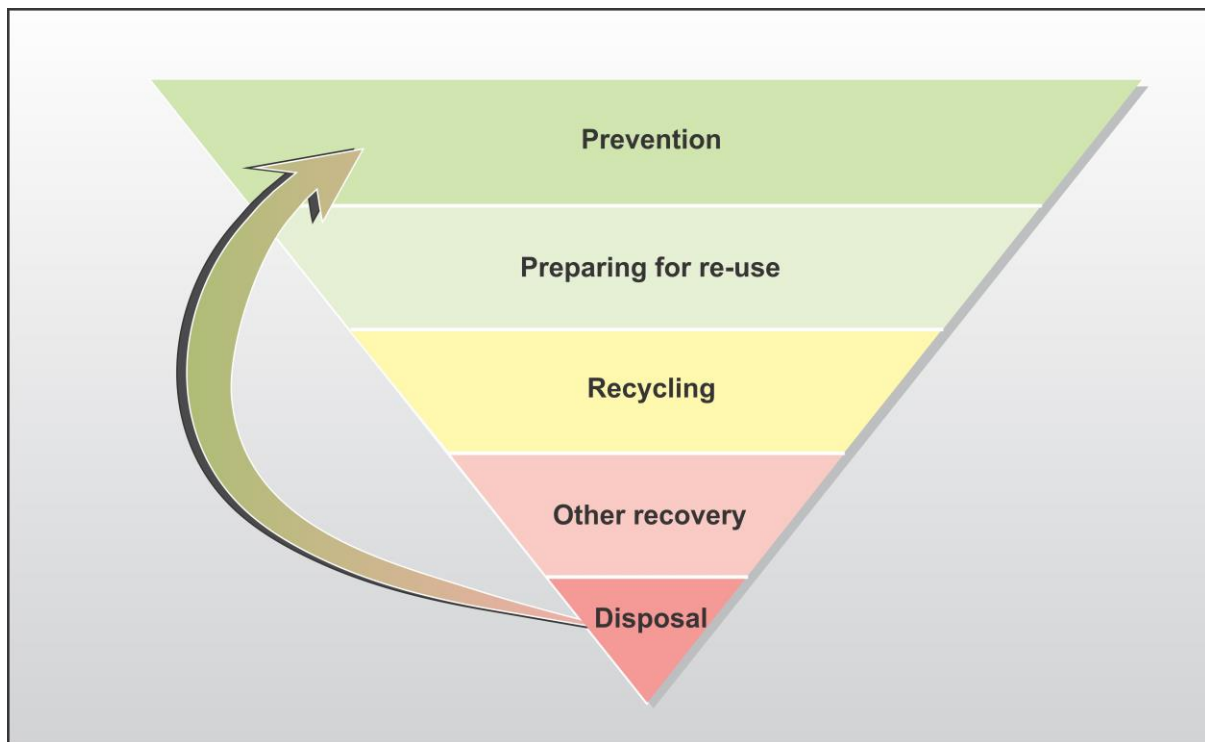 Prevention
Preparing for re-use
Recycling
Other recovery
Disposal